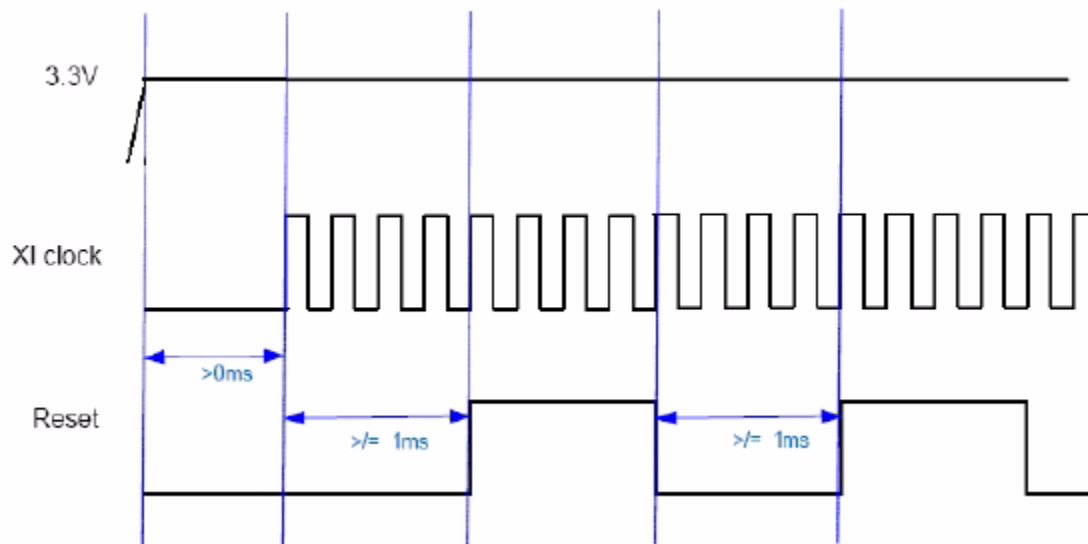 3.3V
XI clock
>0ms
Reset
>/= 1ms
>/= 1ms